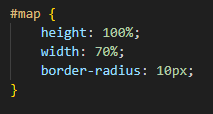 #map {
    height: 100%;
    width: 70%;
    border-radius: 10px;
}